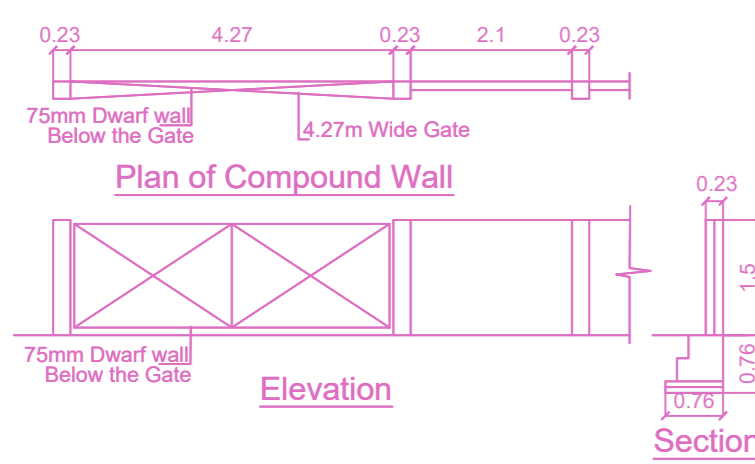 0.23 4.27 0.23 2.1 0.23
75mm Dwarf wall
Below the Gate
4.27m Wide Gate
Plan of Compound Wall
0.23
1.5
0.76
0.76
75mm Dwarf wall
Below the Gate
Elevation
Section